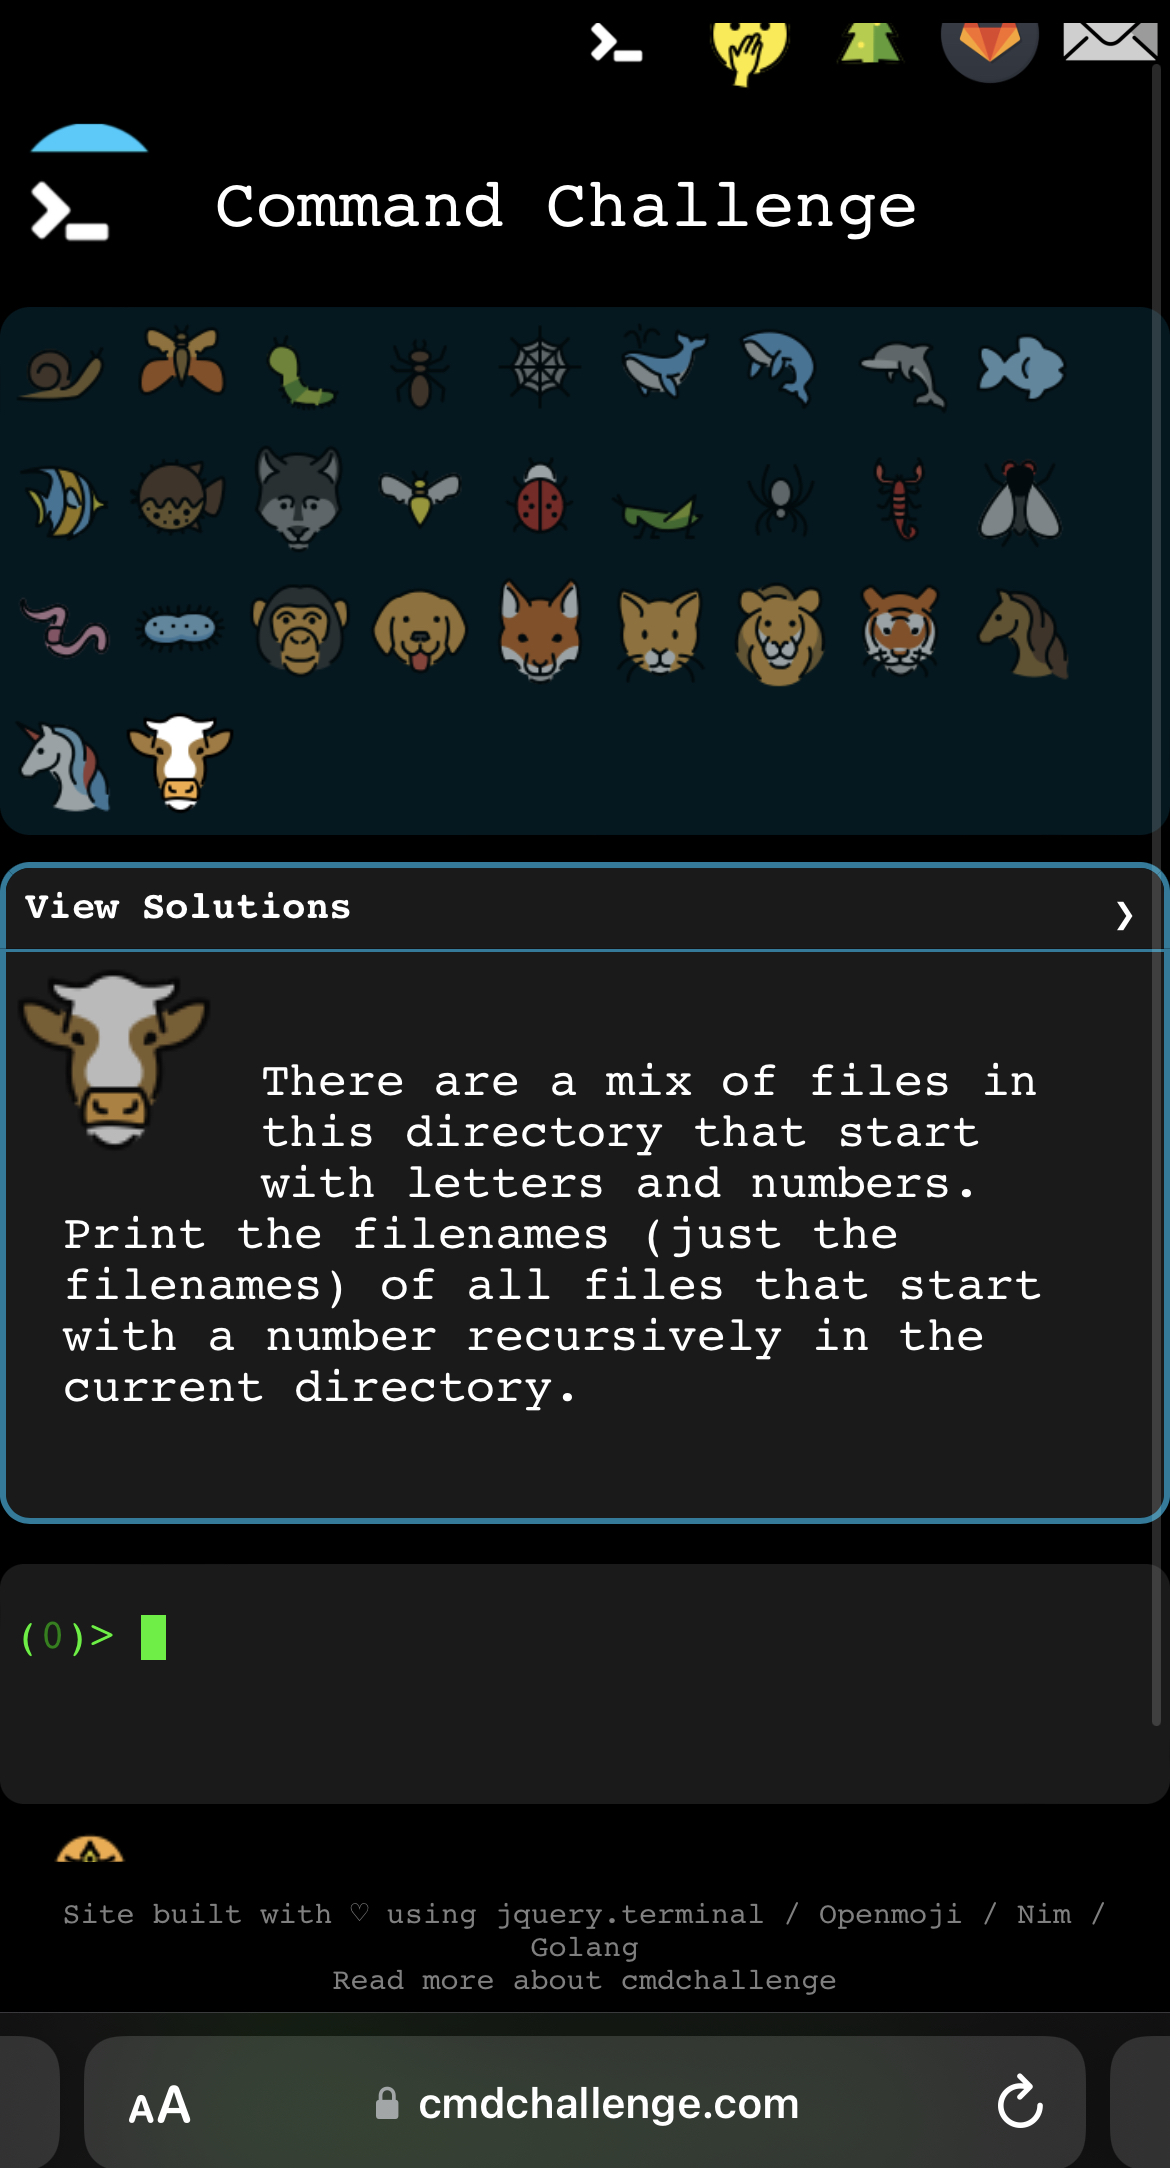 Command Challenge
View Solutions
There are a mix of files in
this directory that start
with letters and numbers.
Print the filenames (just the
filenames) of all files that start
with a number recursively in the
current directory.
(0)>
Site built with ♡ using jquery.terminal / Openmoji / Nim /
Golang
Read more about cmdchallenge
AA cmdchallenge.com